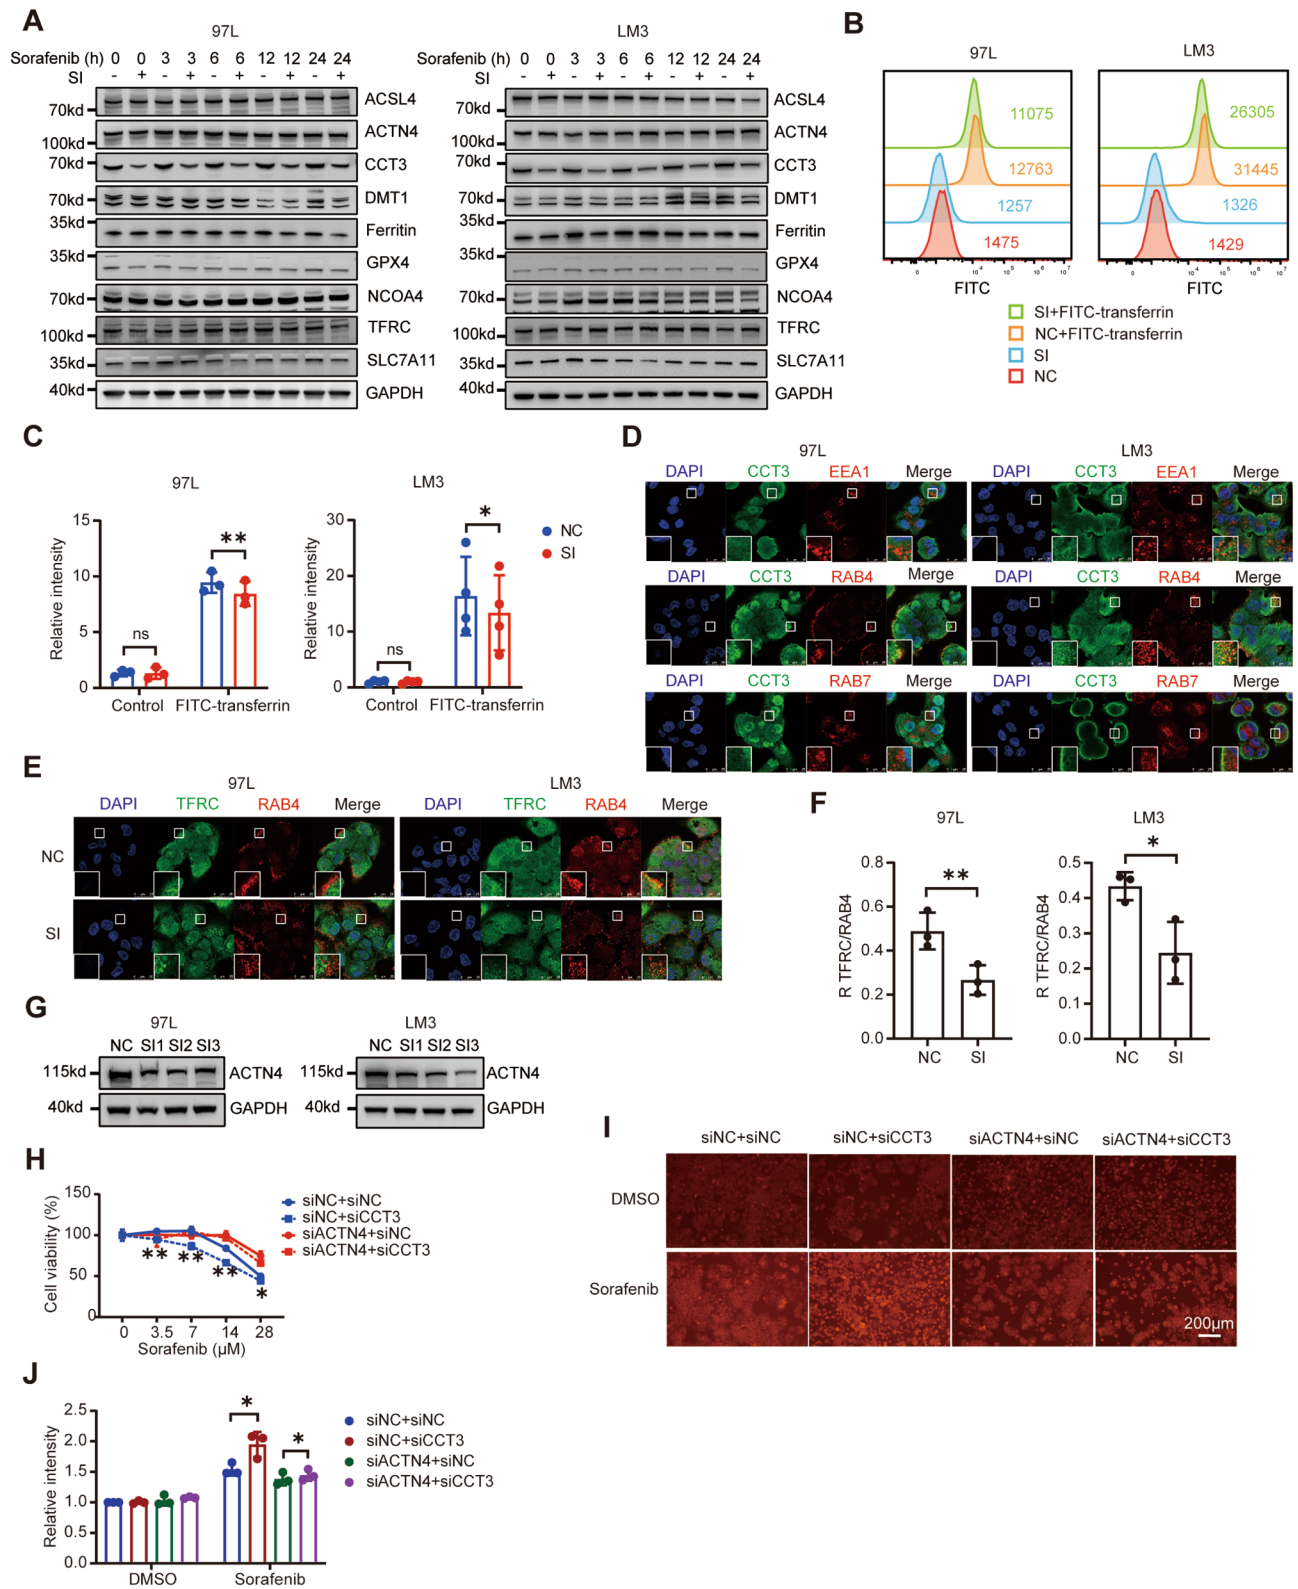 A
97L
Sorafenib (h) 0 0 3 3 6 6 12 12 24 24
SI - + - + - + - + - +
70kd ACSL4
100kd ACTN4
70kd CCT3
70kd DMT1
35kd Ferritin
35kd GPX4
70kd NCOA4
100kd TFRC
35kd SLC7A11
40kd GAPDH
LM3
Sorafenib (h) 0 0 3 3 6 6 12 12 24 24
SI - + - + - + - + - +
70kd ACSL4
100kd ACTN4
70kd CCT3
70kd DMT1
35kd Ferritin
35kd GPX4
70kd NCOA4
100kd TFRC
35kd SLC7A11
40kd GAPDH
B
97L LM3
11075 26305
12763 31445
1257 1326
1475 1429
0 10⁴ 10⁵ 10⁶ 10⁷ 0 10⁴ 10⁵ 10⁶ 10⁷
FITC FITC
SI+FITC-transferrin
NC+FITC-transferrin
SI
NC
C
97L
Relative intensity
15
10
5
0
ns **
Control FITC-transferrin
LM3
Relative intensity
30
20
10
0
ns *
Control FITC-transferrin
NC
SI
D
97L LM3
DAPI CCT3 EEA1 Merge DAPI CCT3 EEA1 Merge
DAPI CCT3 RAB4 Merge DAPI CCT3 RAB4 Merge
DAPI CCT3 RAB7 Merge DAPI CCT3 RAB7 Merge
E
97L LM3
DAPI TFRC RAB4 Merge DAPI TFRC RAB4 Merge
NC
SI
F
97L
R TFRC/RAB4
0.8
0.6
0.4
0.2
0.0
**
NC SI
LM3
R TFRC/RAB4
0.5
0.4
0.3
0.2
0.1
0.0
*
NC SI
G
97L
NC SI1 SI2 SI3
115kd ACTN4
40kd GAPDH
LM3
NC SI1 SI2 SI3
115kd ACTN4
40kd GAPDH
H
Cell viability (%)
150
100
50
0
** ** ** *
0 3.5 7 14 28
Sorafenib (μM)
siNC+siNC
siNC+siCCT3
siACTN4+siNC
siACTN4+siCCT3
I
siNC+siNC siNC+siCCT3 siACTN4+siNC siACTN4+siCCT3
DMSO
Sorafenib
200μm
J
Relative intensity
2.5
2.0
1.5
1.0
0.5
0.0
* *
DMSO Sorafenib
siNC+siNC
siNC+siCCT3
siACTN4+siNC
siACTN4+siCCT3